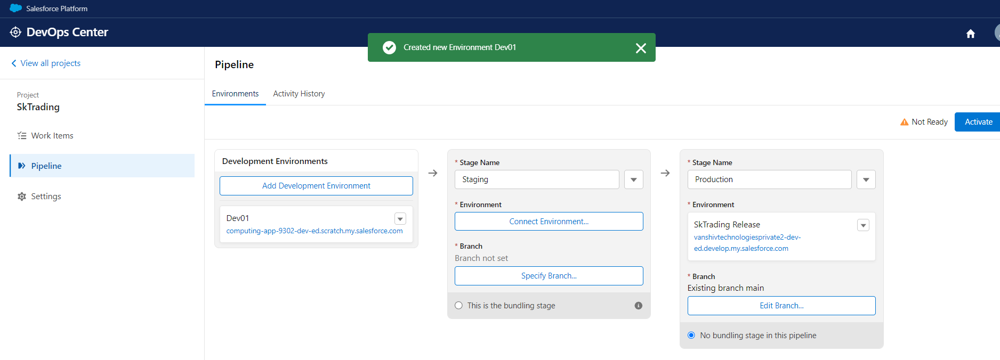 Salesforce Platform
DevOps Center
Created new Environment Dev01
View all projects
Project
SkTrading
Work Items
Pipeline
Settings
Pipeline
Environments
Activity History
Not Ready
Activate
Development Environments
Add Development Environment
Dev01
computing-app-9302-dev-ed.scratch.my.salesforce.com
* Stage Name
Staging
* Environment
Connect Environment...
* Branch
Branch not set
Specify Branch...
This is the bundling stage
* Stage Name
Production
* Environment
SkTrading Release
vanshivtechnologiesprivate2-dev-
ed.develop.my.salesforce.com
* Branch
Existing branch main
Edit Branch...
No bundling stage in this pipeline